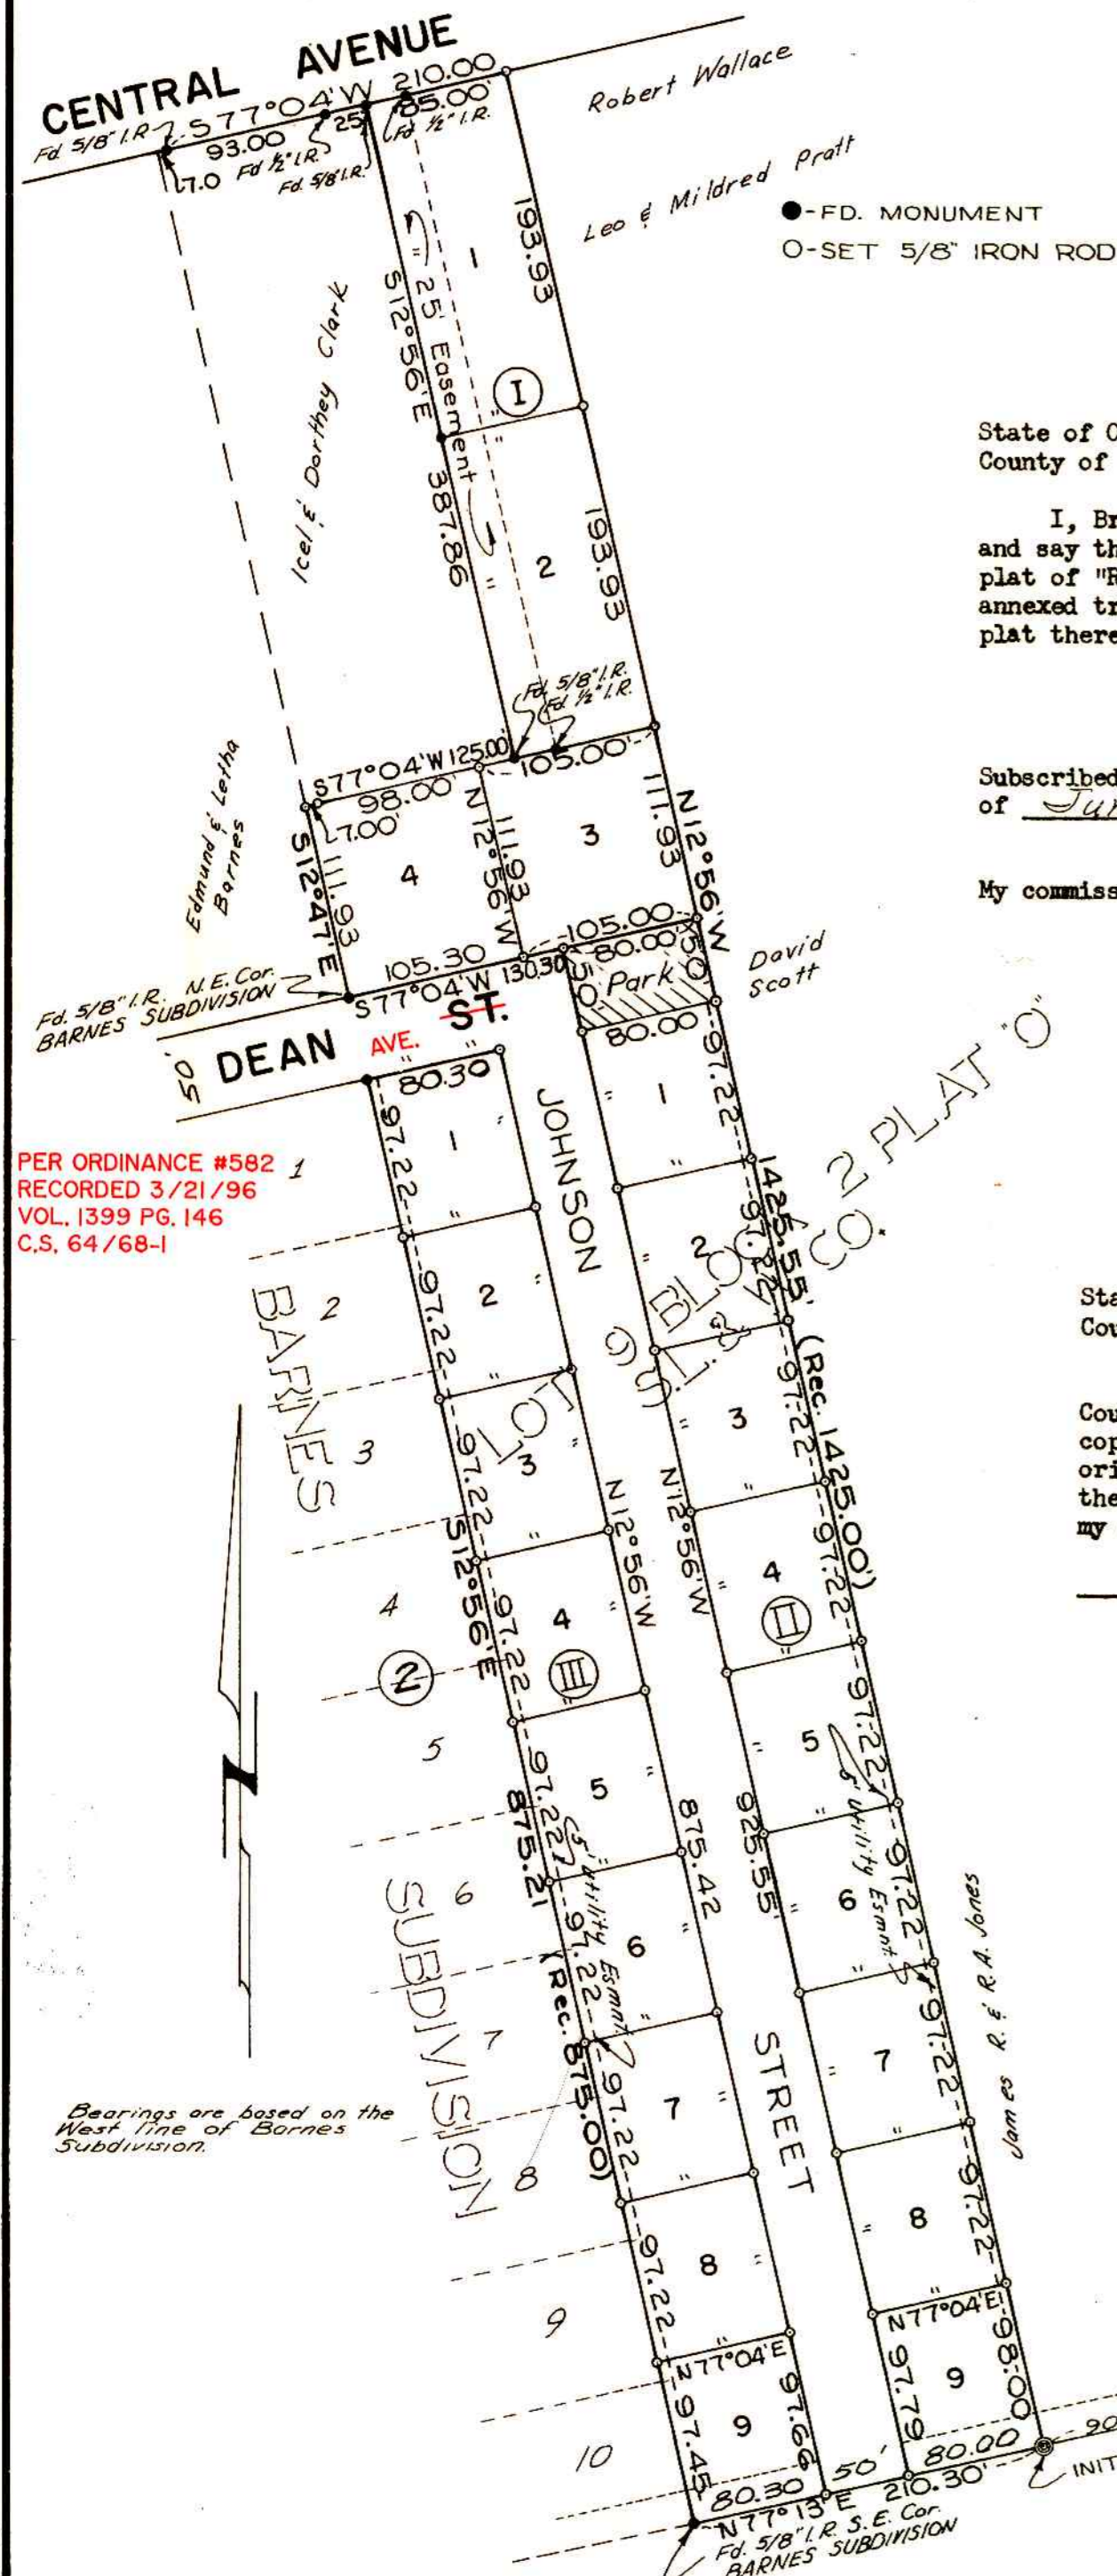 CENTRAL AVENUE
S77°04'W 210.00
Fd. 5/8" I.R.
93.00
25'
85.00'
7.0
Fd 1/2" I.R.
Fd. 5/8" I.R.
Fd 1/2" I.R.
Robert Wallace
Leo & Mildred Pratt
●-FD. MONUMENT
O-SET 5/8" IRON ROD
1
193.93
S12°56'E
387.86
25' Easement
I
Icel & Dorthey Clark
2
193.93
State of O
County of
I, Br
and say th
plat of "R
annexed tr
plat there
Fd. 5/8" I.R.
Fd 1/2" I.R.
Subscribed
of Jun
My commiss
S77°04'W 125.00'
98.00'
7.00'
105.00'
Edmund & Letha
Barnes
S12°47'E
111.93
4
N12°56'W
111.93
3
111.93
N12°56'W
105.30
105.00
80.00
S77°04'W 130.30
50
Park
50
80.00
David
Scott
Fd. 5/8" I.R. N.E. Cor.
BARNES SUBDIVISION
50'
DEAN AVE. ST.
80.30
PER ORDINANCE #582
RECORDED 3/21/96
VOL. 1399 PG. 146
C.S. 64/68-1
JOHNSON
STREET
LOT 9 BLOCK 2 PLAT "O"
S.L. & V. CO.
BARNES
SUBDIVISION
1
2
3
4
2
5
6
7
8
9
10
1
97.22
2
97.22
3
97.22
S12°56'E
4
97.22
III
5
97.22
875.21
(Rec. 875.00)
5' Utility Esmnt.
6
97.22
7
97.22
8
97.22
N77°04'E
9
97.45
97.66
N12°56'W
875.42
1
97.22
1425.55'
(Rec. 1425.00')
2
97.22
3
97.22
N12°56'W
4
97.22
II
5
97.22
925.55'
5' Utility Esmnt
6
97.22
7
97.22
8
97.22
N77°04'E
9
97.79
98.00
James R. & R.A. Jones
Sta
Cou
Cou
cop
ori
the
my
Bearings are based on the
West line of Barnes
Subdivision.
80.30
50'
80.00
90
N77°13'E 210.30'
INIT
Fd. 5/8" I.R. S.E. Cor.
BARNES SUBDIVISION